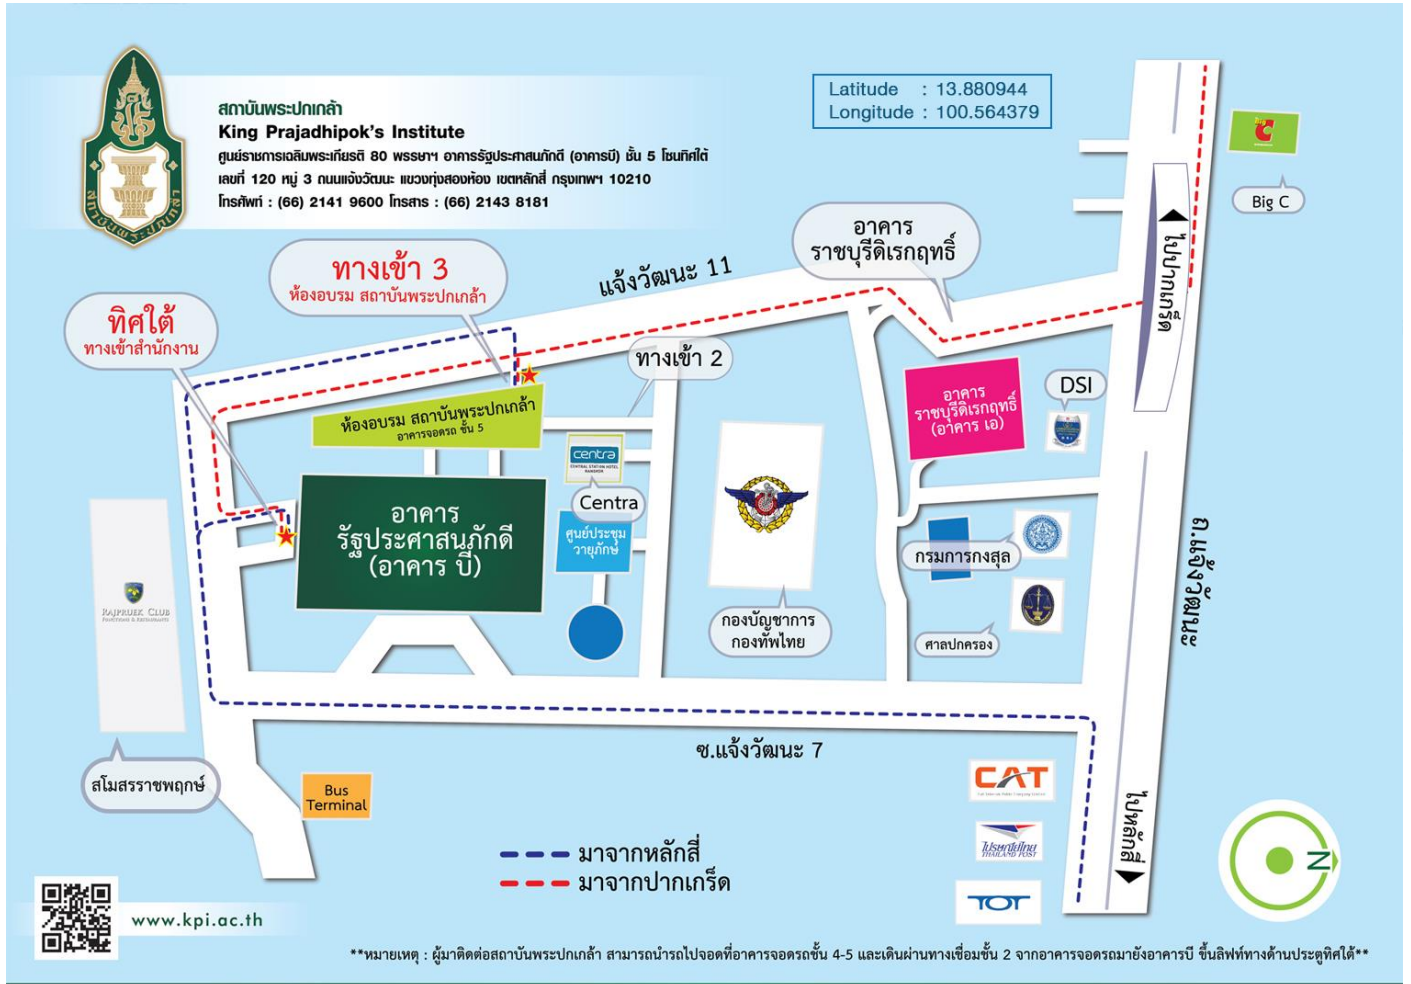 สถาบันพระปกเกล้า
King Prajadhipok's Institute
ศูนย์ราชการเฉลิมพระเกียรติ 80 พรรษาฯ อาคารรัฐประศาสนภักดี (อาคารบี) ชั้น 5 โซนทิศใต้
เลขที่ 120 หมู่ 3 ถนนแจ้งวัฒนะ แขวงทุ่งสองห้อง เขตหลักสี่ กรุงเทพฯ 10210
โทรศัพท์ : (66) 2141 9600 โทรสาร : (66) 2143 8181
สถาบันพระปกเกล้า
Latitude : 13.880944
Longitude : 100.564379
Big C
อาคาร
ราชบุรีดิเรกฤทธิ์
ไปปากเกร็ด
ทางเข้า 3
ห้องอบรม สถาบันพระปกเกล้า
แจ้งวัฒนะ 11
ทิศใต้
ทางเข้าสำนักงาน
ทางเข้า 2
ห้องอบรม สถาบันพระปกเกล้า
อาคารจอดรถ ชั้น 5
อาคาร
ราชบุรีดิเรกฤทธิ์
(อาคาร เอ)
DSI
centra
CENTRAL STATION HOTEL
BANGKOK
Centra
อาคาร
รัฐประศาสนภักดี
(อาคาร บี)
ศูนย์ประชุม
วายุภักษ์
กรมการกงสุล
ถ.แจ้งวัฒนะ
RAJPRUEK CLUB
FUNCTIONS & RESTAURANTS
กองบัญชาการ
กองทัพไทย
ศาลปกครอง
ซ.แจ้งวัฒนะ 7
สโมสรราชพฤกษ์
Bus
Terminal
CAT
ไปรษณีย์ไทย
THAILAND POST
TOT
ไปหลักสี่
N
มาจากหลักสี่
มาจากปากเกร็ด
www.kpi.ac.th
**หมายเหตุ : ผู้มาติดต่อสถาบันพระปกเกล้า สามารถนำรถไปจอดที่อาคารจอดรถชั้น 4-5 และเดินผ่านทางเชื่อมชั้น 2 จากอาคารจอดรถมายังอาคารบี ขึ้นลิฟท์ทางด้านประตูทิศใต้**